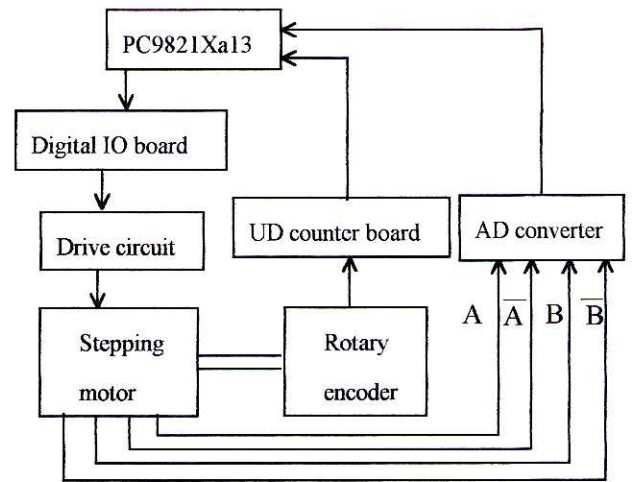 PC9821Xa13
Digital IO board
Drive circuit
UD counter board
AD converter
A A̅ B B̅
Stepping
motor
Rotary
encoder